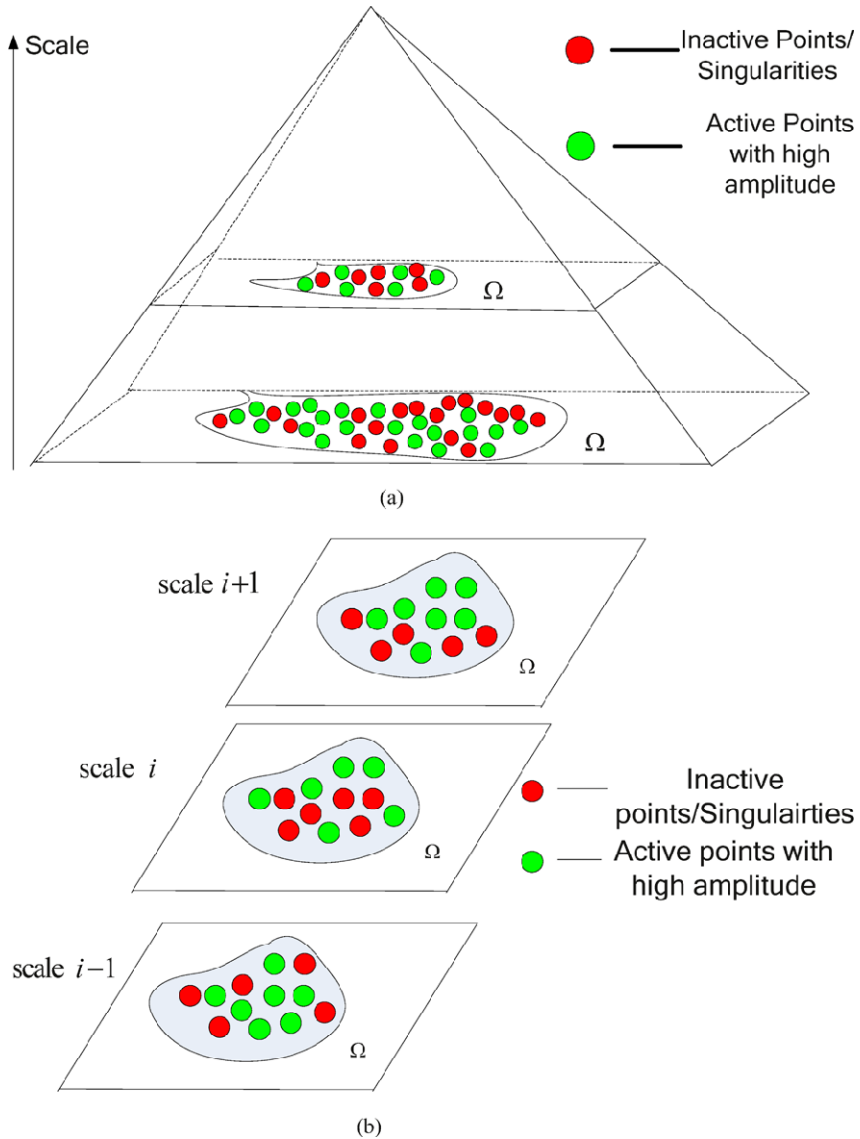 Scale
Inactive Points/
Singularities
Active Points
with high
amplitude
Ω
Ω
(a)
scale i+1
Ω
scale i
Ω
Inactive
points/Singulairties
Active points with
high amplitude
scale i−1
Ω
(b)